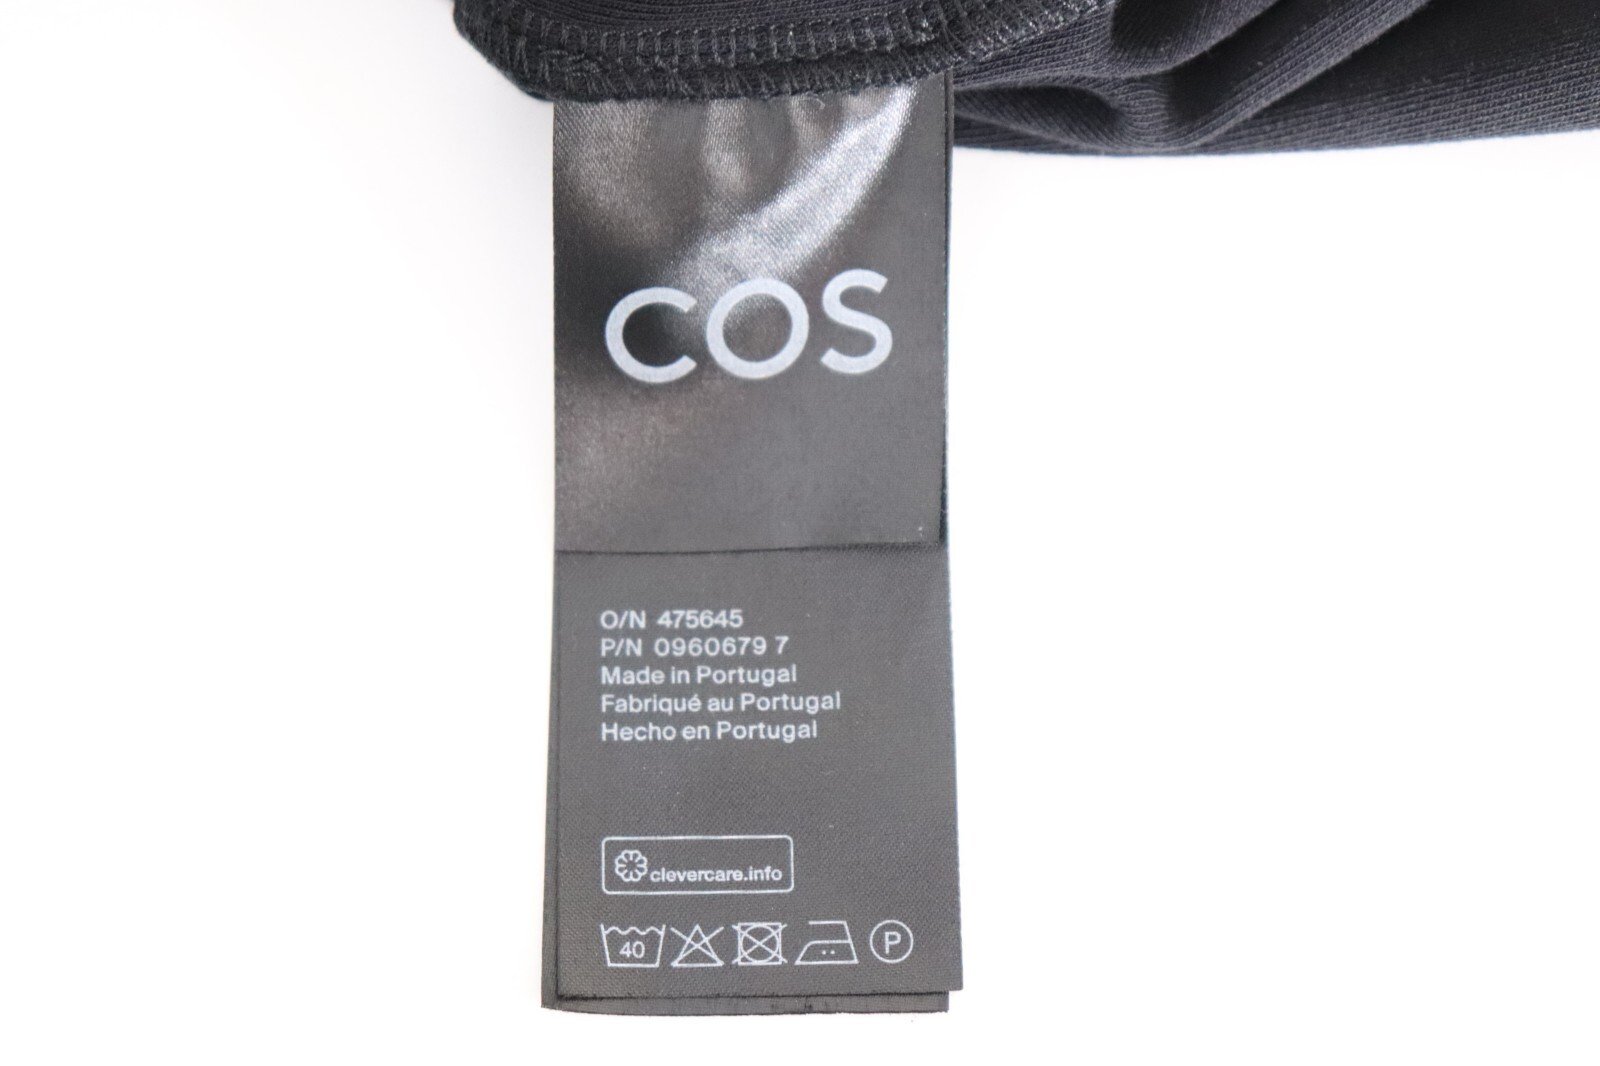 COS
O/N 475645
P/N 0960679 7
Made in Portugal
Fabriqué au Portugal
Hecho en Portugal
clevercare.info
40 P